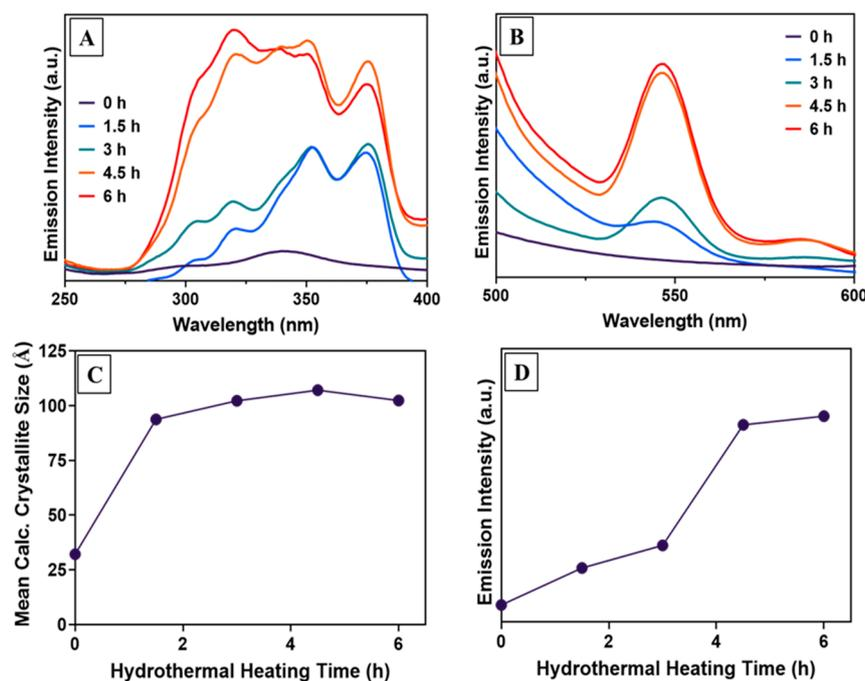 A
Emission Intensity (a.u.)
0 h
1.5 h
3 h
4.5 h
6 h
250
300
350
400
Wavelength (nm)
B
Emission Intensity (a.u.)
0 h
1.5 h
3 h
4.5 h
6 h
500
550
600
Wavelength (nm)
C
Mean Calc. Crystallite Size (Å)
125
100
75
50
25
0
0
2
4
6
Hydrothermal Heating Time (h)
D
Emission Intensity (a.u.)
0
2
4
6
Hydrothermal Heating Time (h)